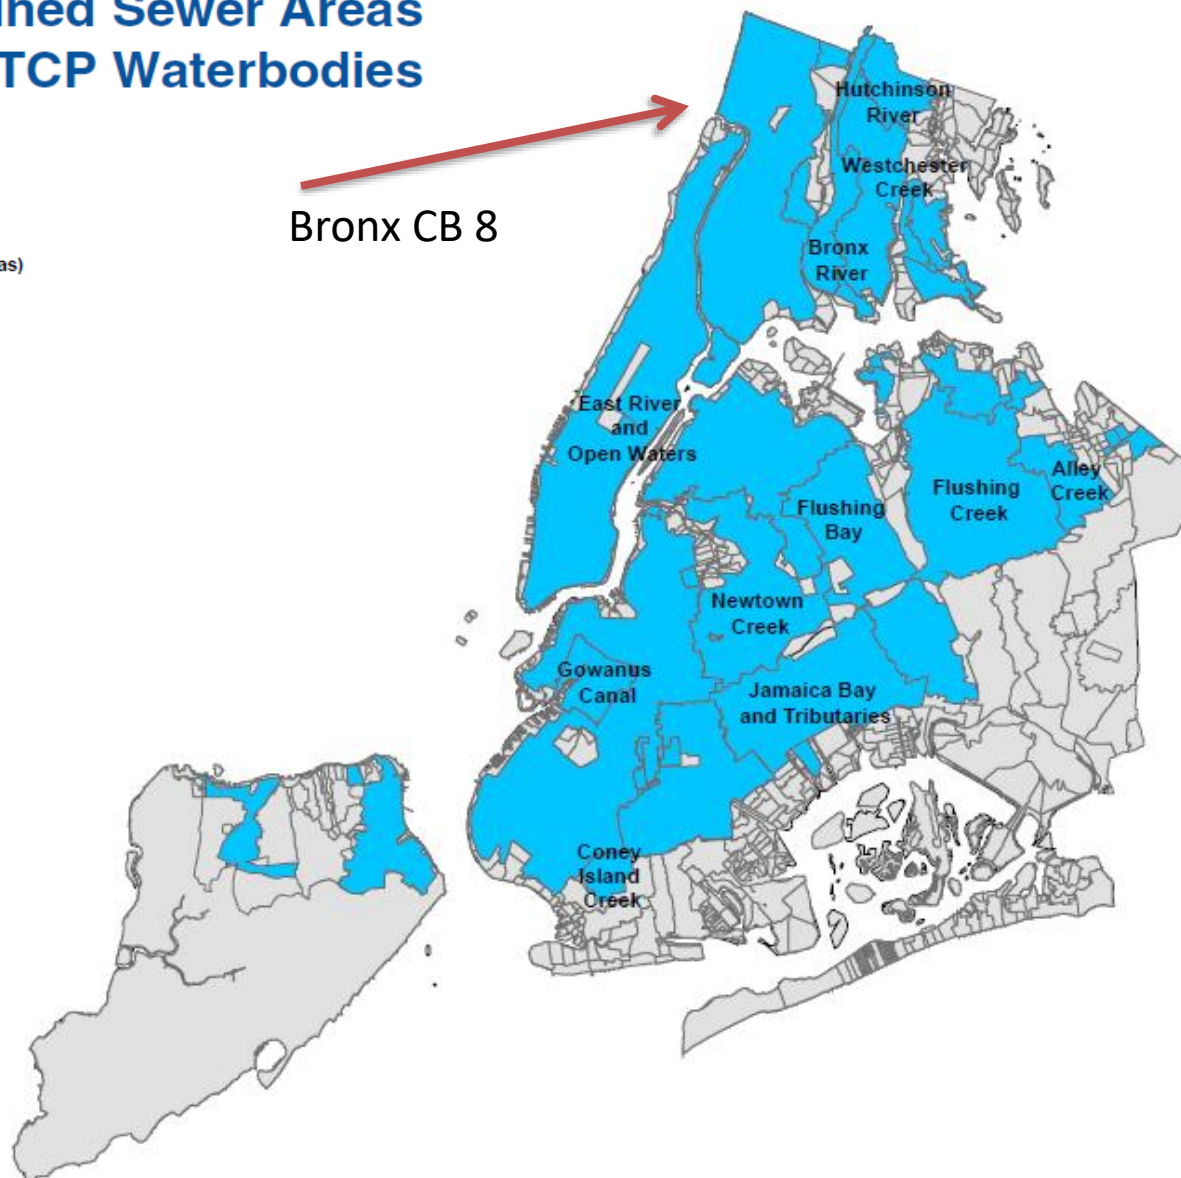 ined Sewer Areas
TCP Waterbodies
Bronx CB 8
as)
Hutchinson
River
Westchester
Creek
Bronx
River
East River
and
Open Waters
Flushing
Bay
Flushing
Creek
Alley
Creek
Newtown
Creek
Gowanus
Canal
Jamaica Bay
and Tributaries
Coney
Island
Creek